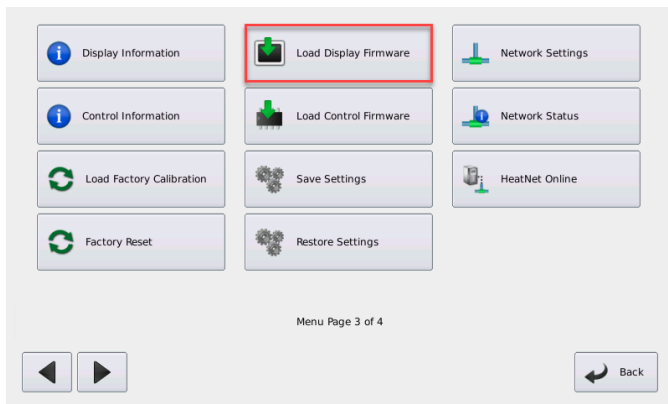 Display Information
Load Display Firmware
Network Settings
Control Information
Load Control Firmware
Network Status
Load Factory Calibration
Save Settings
HeatNet Online
Factory Reset
Restore Settings
Menu Page 3 of 4
Back